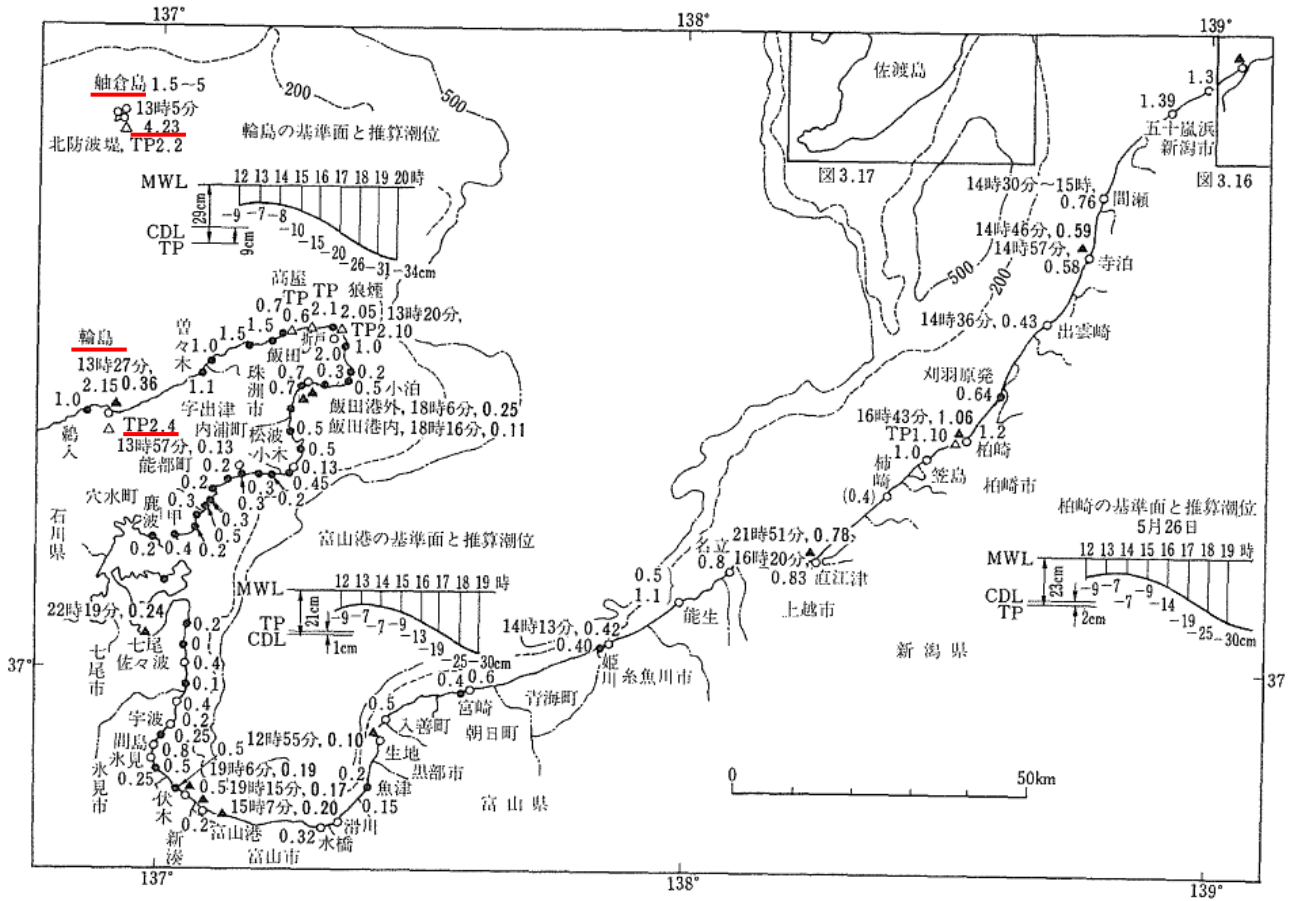 137°
138°
139°
舳倉島 1.5~5
13時5分
4.23
北防波堤, TP2.2
200
500
輪島の基準面と推算潮位
MWL
12 13 14 15 16 17 18 19 20時
29cm
CDL
TP
9cm
-9 -7 -8
-10
-15
-20
-26 -31 -34cm
佐渡島
図3.17
1.3
1.39
五十嵐浜
新潟市
図3.16
14時30分~15時,
0.76
間瀬
14時46分, 0.59
14時57分,
0.58
寺泊
500
200
14時36分, 0.43
出雲崎
刈羽原発
0.64
16時43分, 1.06
TP1.10
1.2
1.0
柏崎
笠島
柏崎市
柿崎
(0.4)
高屋
TP TP 狼煙
0.7 0.6 2.1 2.05 13時20分,
TP2.10
折戸
曽々木
1.0
1.5
1.5
飯田
2.0
1.0
輪島
13時27分,
2.15 0.36
1.0
1.1
珠洲市
0.7
0.7
0.3
0.2
0.5 小泊
鵜入
TP2.4
宇出津
内浦町
松波
小木
飯田港外, 18時6分, 0.25
飯田港内, 18時16分, 0.11
0.5
0.5
0.13
0.45
13時57分, 0.13
能都町
0.2
0.2
0.3
0.3
0.2
穴水町
0.3
0.3
0.5
鹿波
甲
0.2 0.4
0.2
石川県
富山港の基準面と推算潮位
MWL
12 13 14 15 16 17 18 19 時
21cm
TP
CDL
1cm
-9 -7
-7 -9
-13
-19
-25 -30cm
22時19分, 0.24
七尾
佐々波
七尾市
0.2
0
0.4
0.1
0.4
0.2
0.25
宇波
間島
氷見
0.8
0.5
0.25
氷見市
0.5
(19時6分, 0.19
0.5 19時15分, 0.17
15時7分, 0.20
伏木
0.2
新湊
富山港
富山市
0.32
水橋
滑川
0.15
魚津
0.2
12時55分, 0.10
生地
黒部市
0.5
入善町
0.4 0.6
宮崎
朝日町
青海町
富山県
14時13分, 0.42
0.40
姫川
糸魚川市
0.5
1.1
能生
名立
0.8
21時51分, 0.78
16時20分,
0.83
直江津
上越市
新潟県
柏崎の基準面と推算潮位
5月26日
MWL
12 13 14 15 16 17 18 19 時
23cm
CDL
TP
2cm
-9 -7
-7
-9
-14
-19
-25 -30cm
37°
37
0
50km
137°
138°
139°